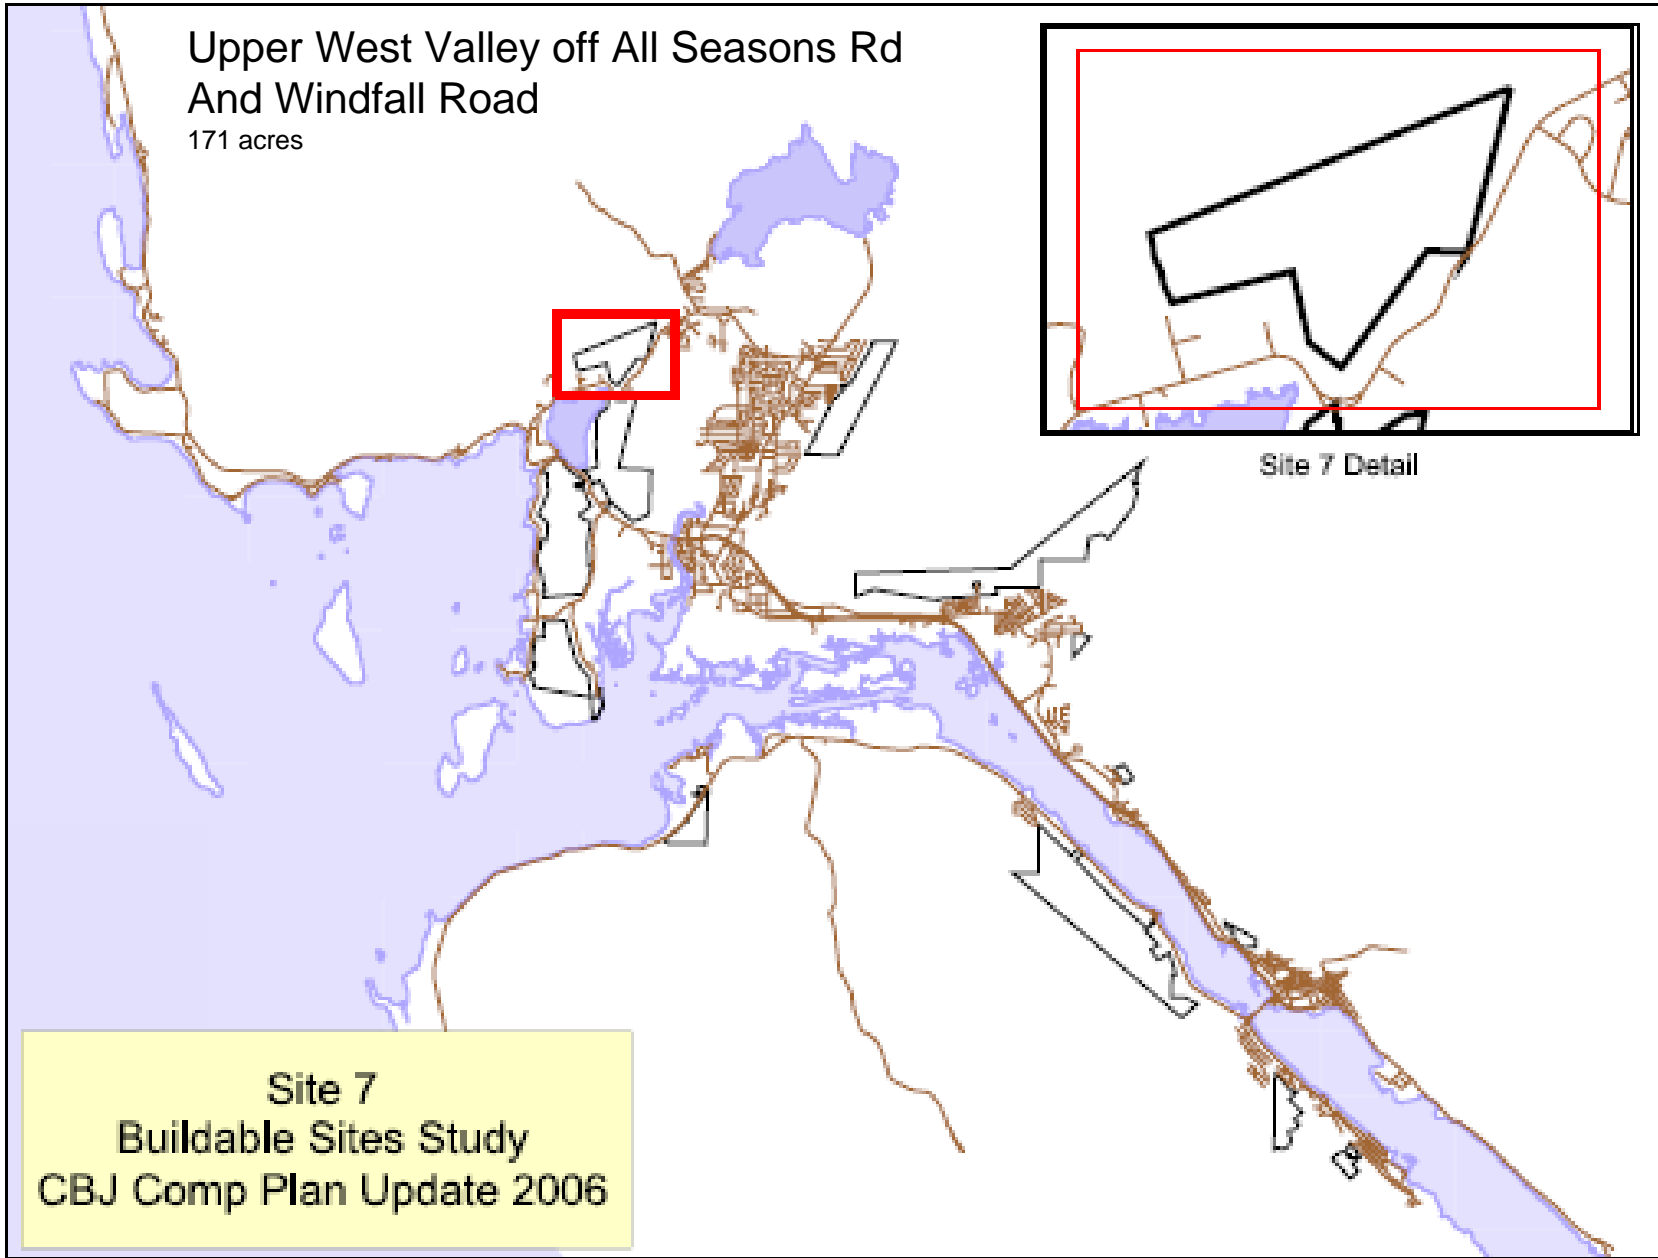 Upper West Valley off All Seasons Rd
And Windfall Road
171 acres
Site 7 Detail
Site 7
Buildable Sites Study
CBJ Comp Plan Update 2006